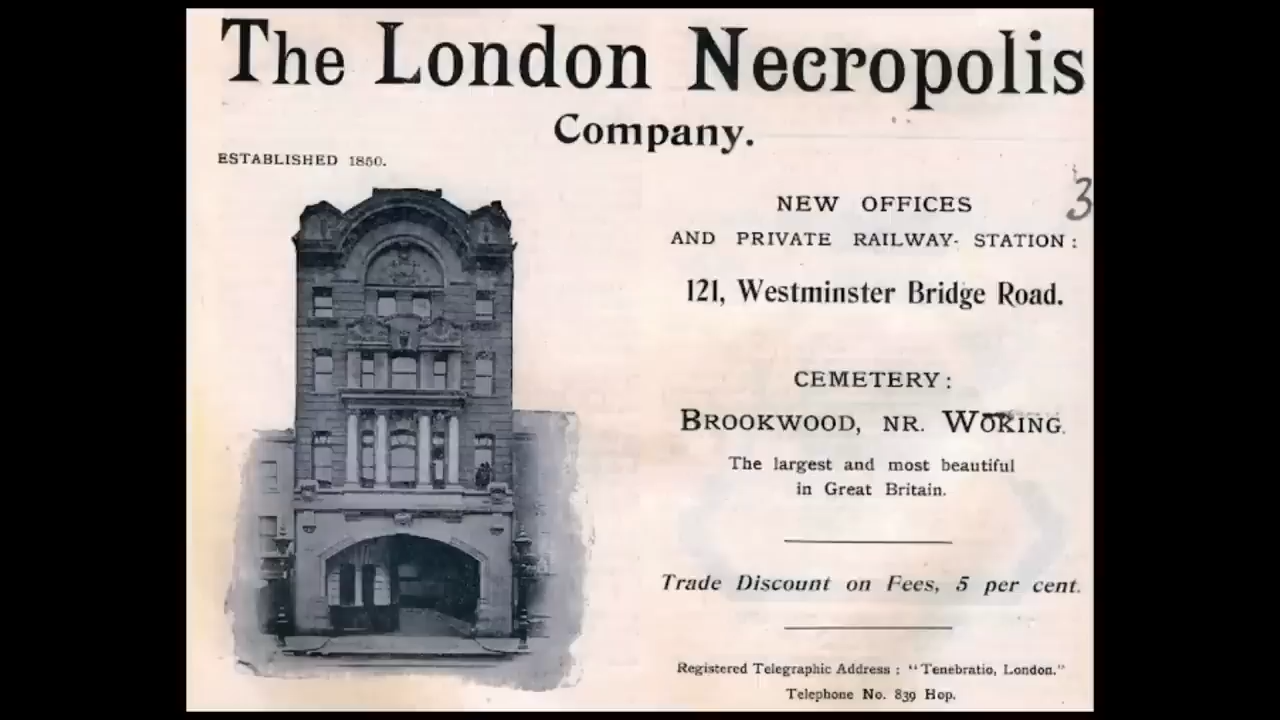 The London Necropolis
Company.
ESTABLISHED 1850.
3
NEW OFFICES
AND PRIVATE RAILWAY- STATION:
121, Westminster Bridge Road.
CEMETERY:
BROOKWOOD, NR. WOKING.
The largest and most beautiful
in Great Britain.
Trade Discount on Fees, 5 per cent.
Registered Telegraphic Address: "Tenebratio, London."
Telephone No. 839 Hop.